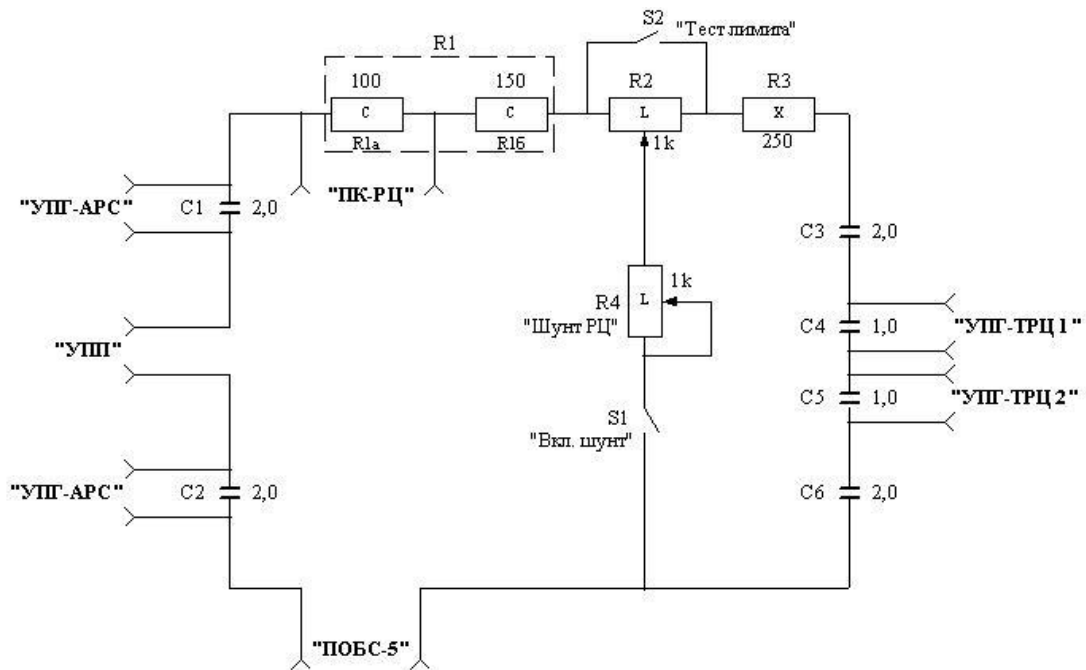 S2
"Тест лимита"
R1
100
150
R2
R3
C
C
L
X
R1а
R1б
1k
250
"ПК-РЦ"
"УПГ-АРС"
C1
2,0
C3
2,0
1k
R4
L
"Шунт РЦ"
"УПП"
C4
1,0
"УПГ-ТРЦ 1"
C5
1,0
"УПГ-ТРЦ 2"
S1
"Вкл. шунт"
"УПГ-АРС"
C2
2,0
C6
2,0
"ПОБС-5"